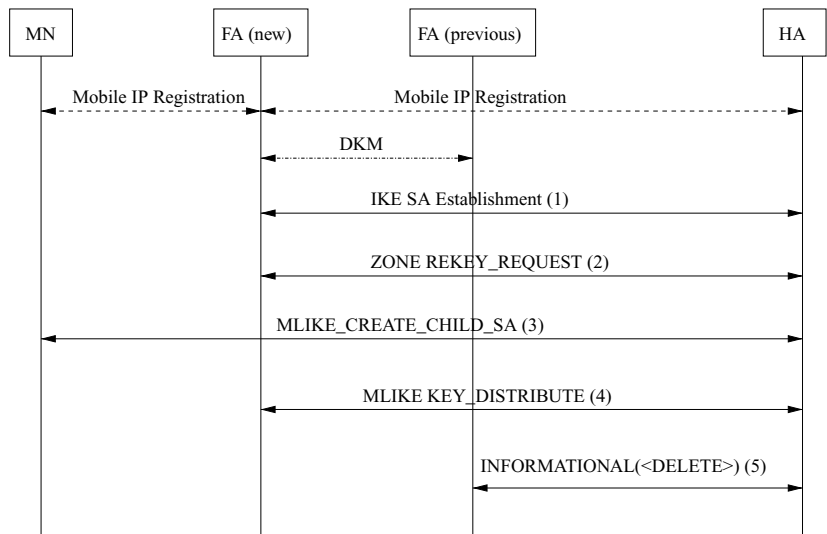 MN
FA (new)
FA (previous)
HA
Mobile IP Registration
Mobile IP Registration
DKM
IKE SA Establishment (1)
ZONE REKEY_REQUEST (2)
MLIKE_CREATE_CHILD_SA (3)
MLIKE KEY_DISTRIBUTE (4)
INFORMATIONAL(<DELETE>) (5)